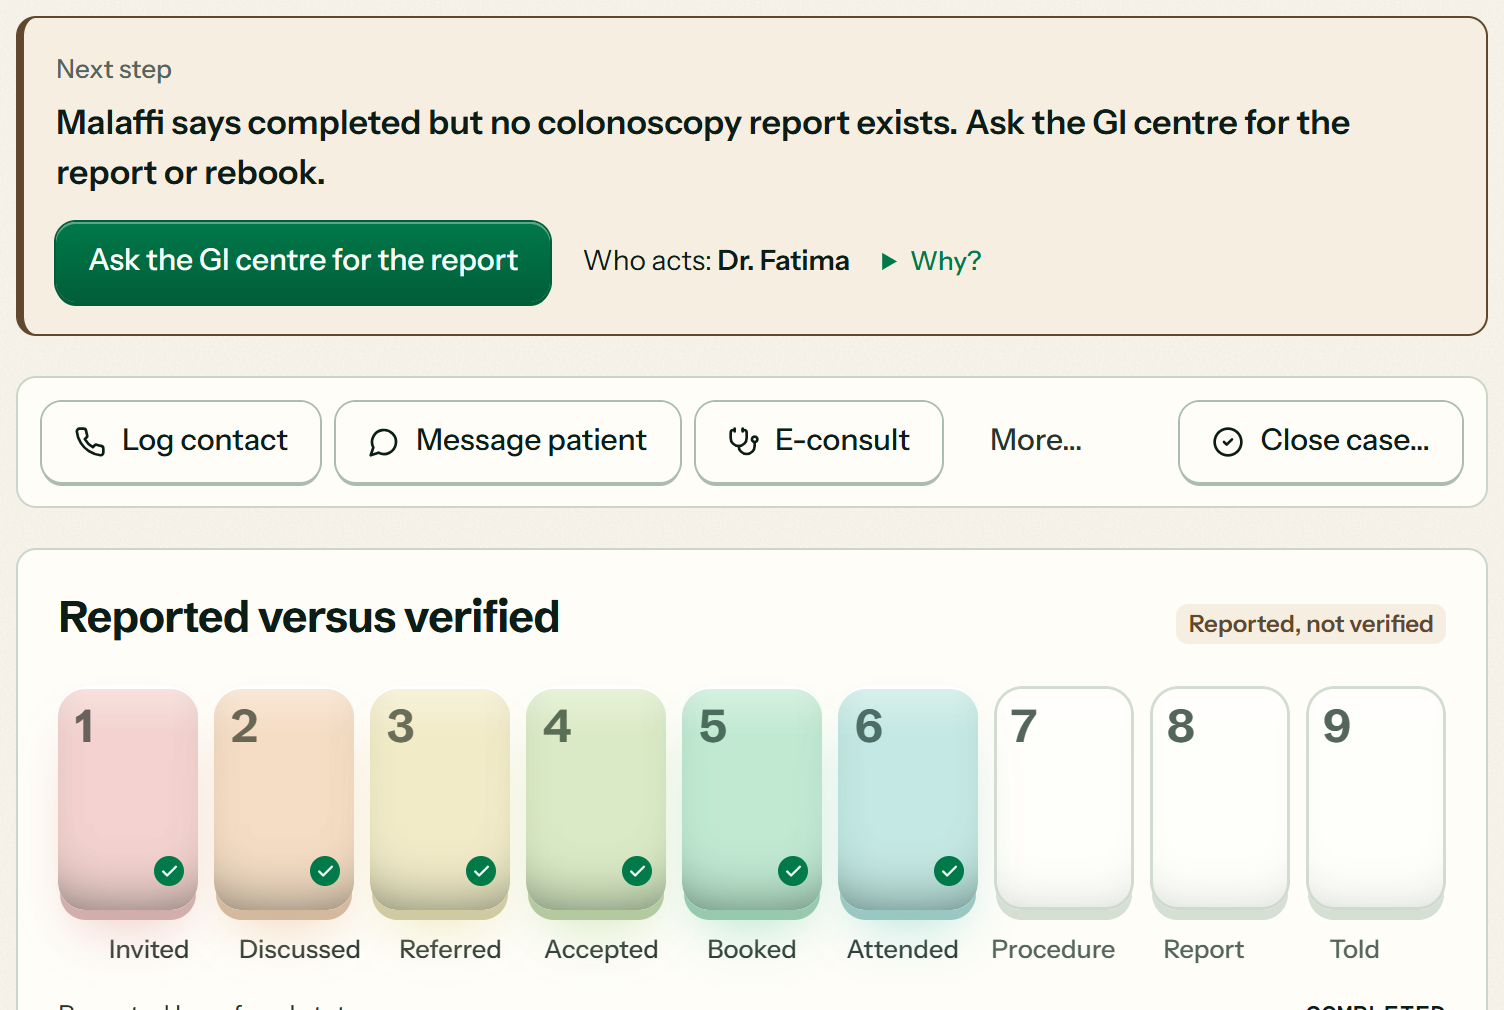 Next step
Malaffi says completed but no colonoscopy report exists. Ask the GI centre for the
report or rebook.
Ask the GI centre for the report
Who acts: Dr. Fatima
Why?
Log contact
Message patient
E-consult
More...
Close case...
Reported versus verified
Reported, not verified
1
2
3
4
5
6
7
8
9
Invited
Discussed
Referred
Accepted
Booked
Attended
Procedure
Report
Told
COMPLETED